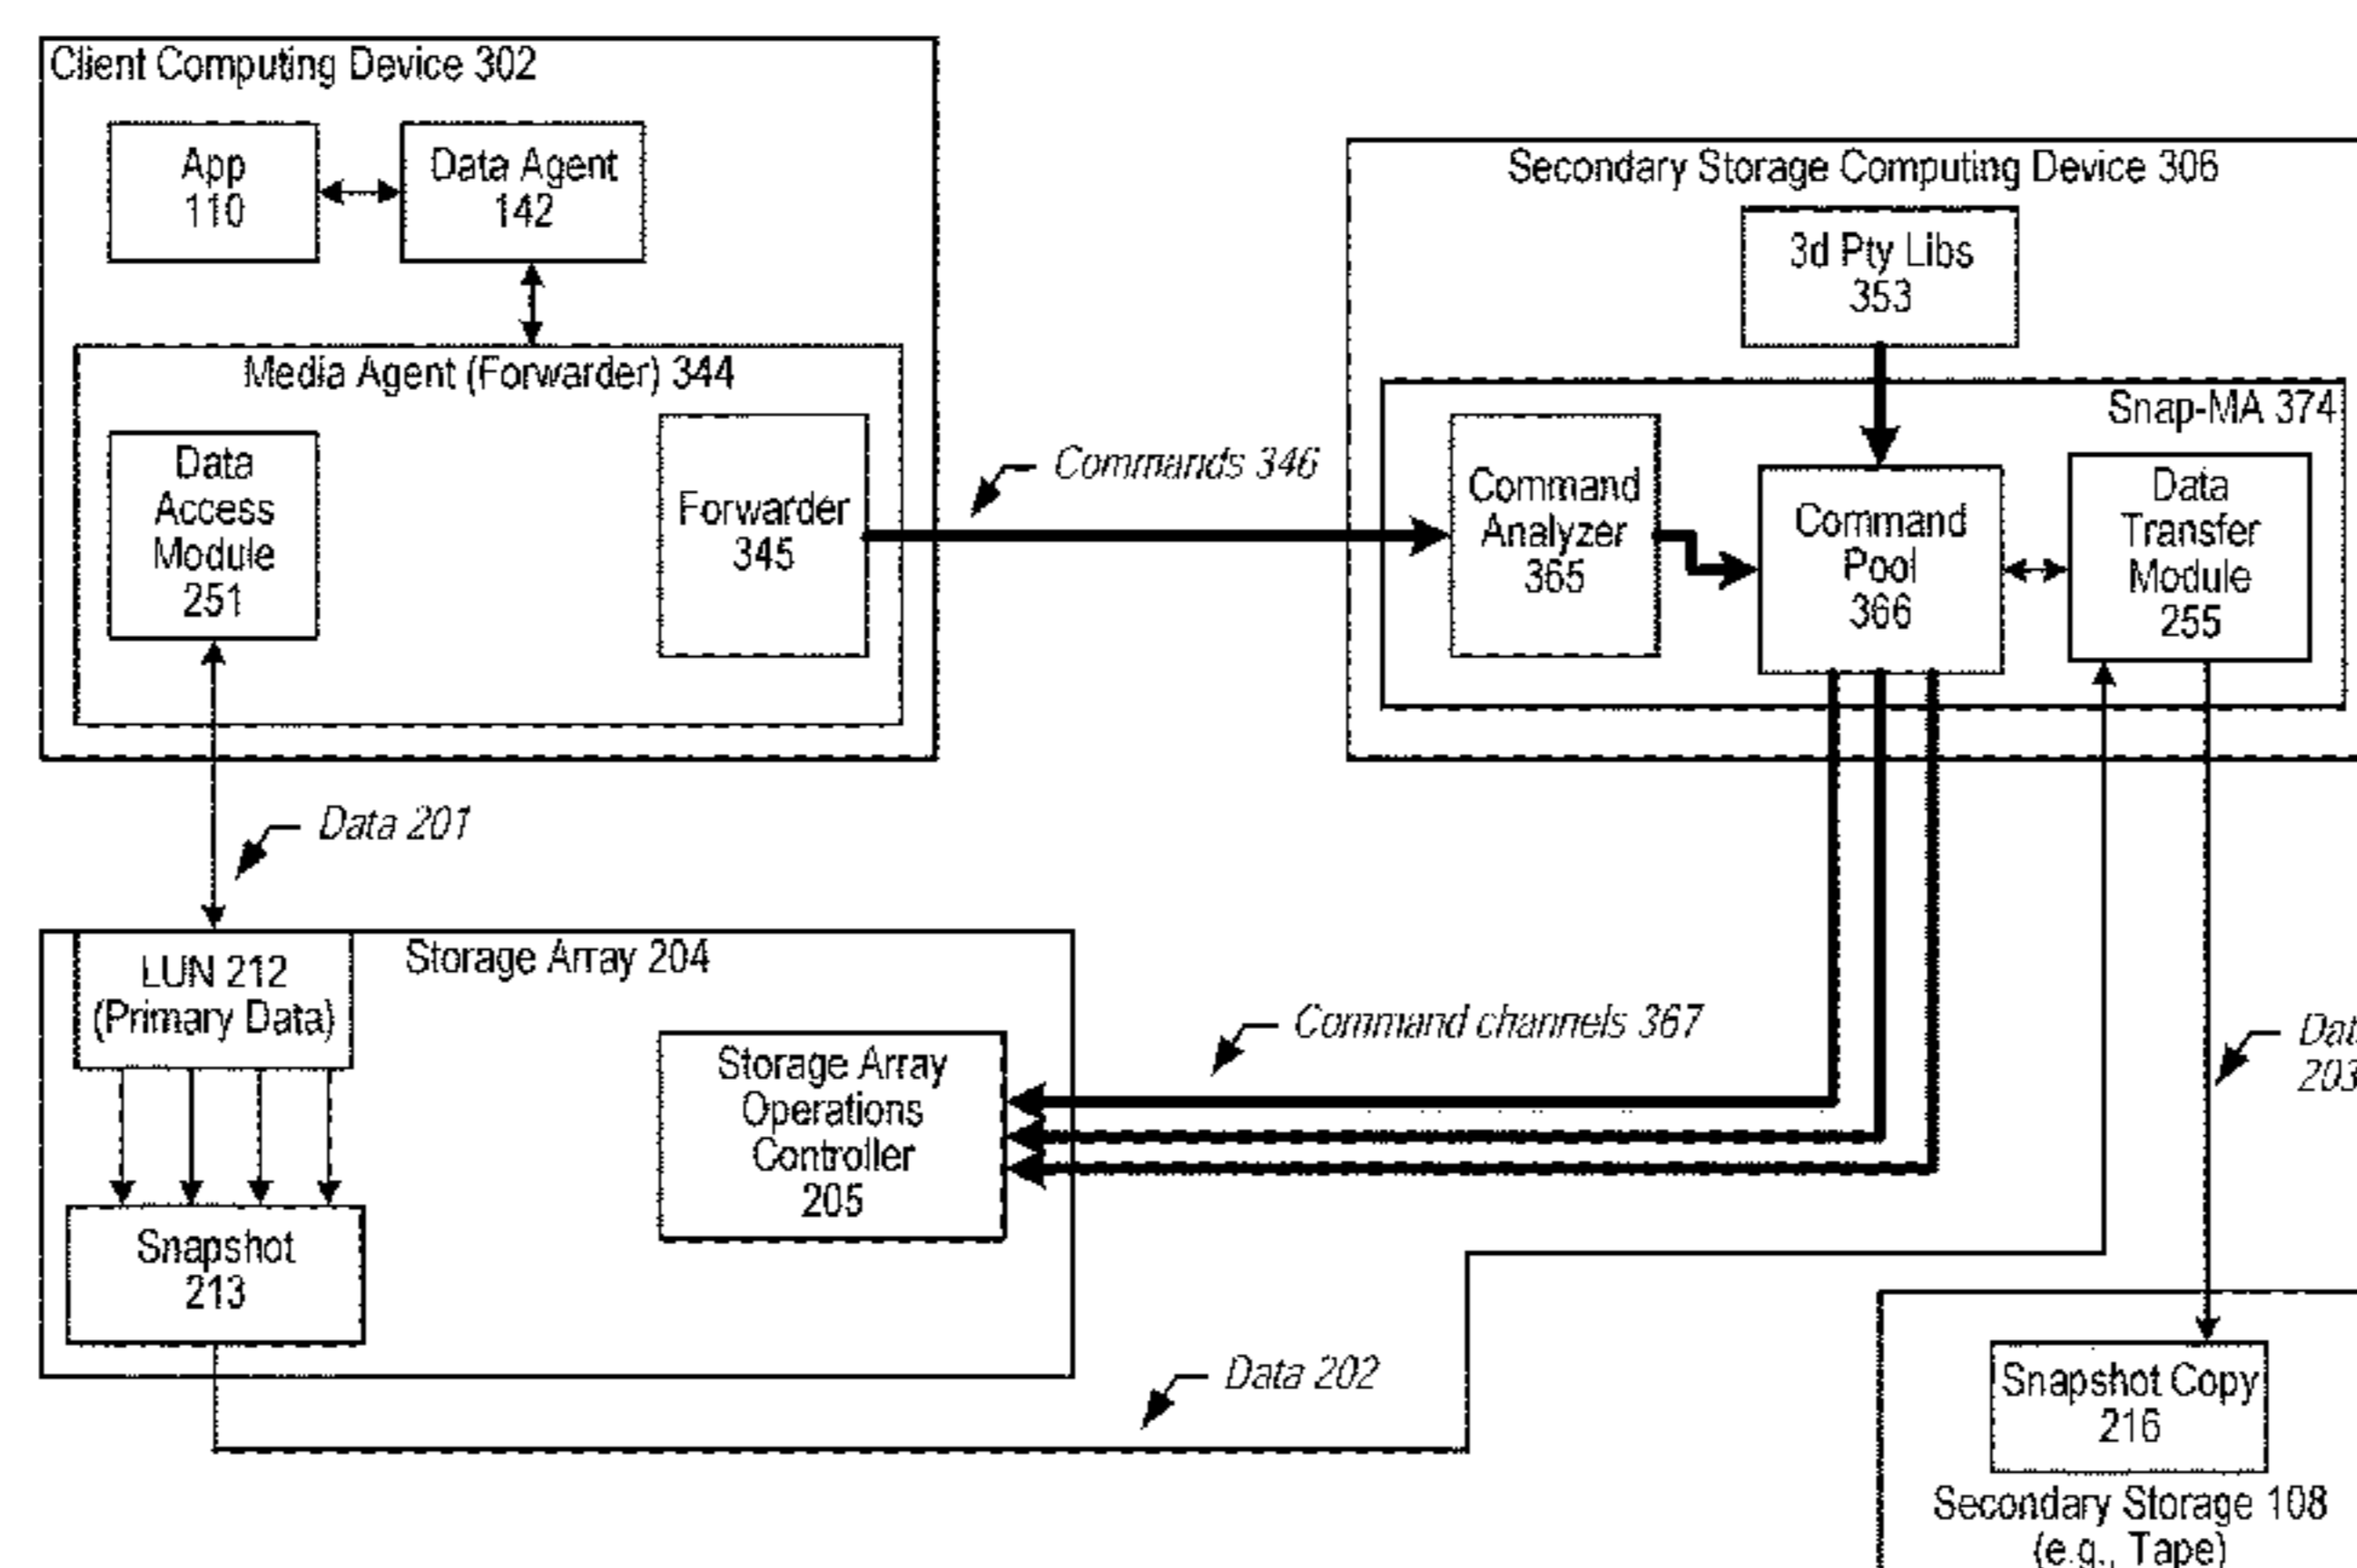 Client Computing Device 302
App
110
Data Agent
142
Media Agent (Forwarder) 344
Data
Access
Module
251
Forwarder
345
Commands 346
Secondary Storage Computing Device 306
3d Pty Libs
353
Snap-MA 374
Command
Analyzer
365
Command
Pool
366
Data
Transfer
Module
255
Data 201
Storage Array 204
LUN 212
(Primary Data)
Storage Array
Operations
Controller
205
Snapshot
213
Command channels 367
Data 202
203
Snapshot Copy
216
Secondary Storage 108
(e.g., Tape)